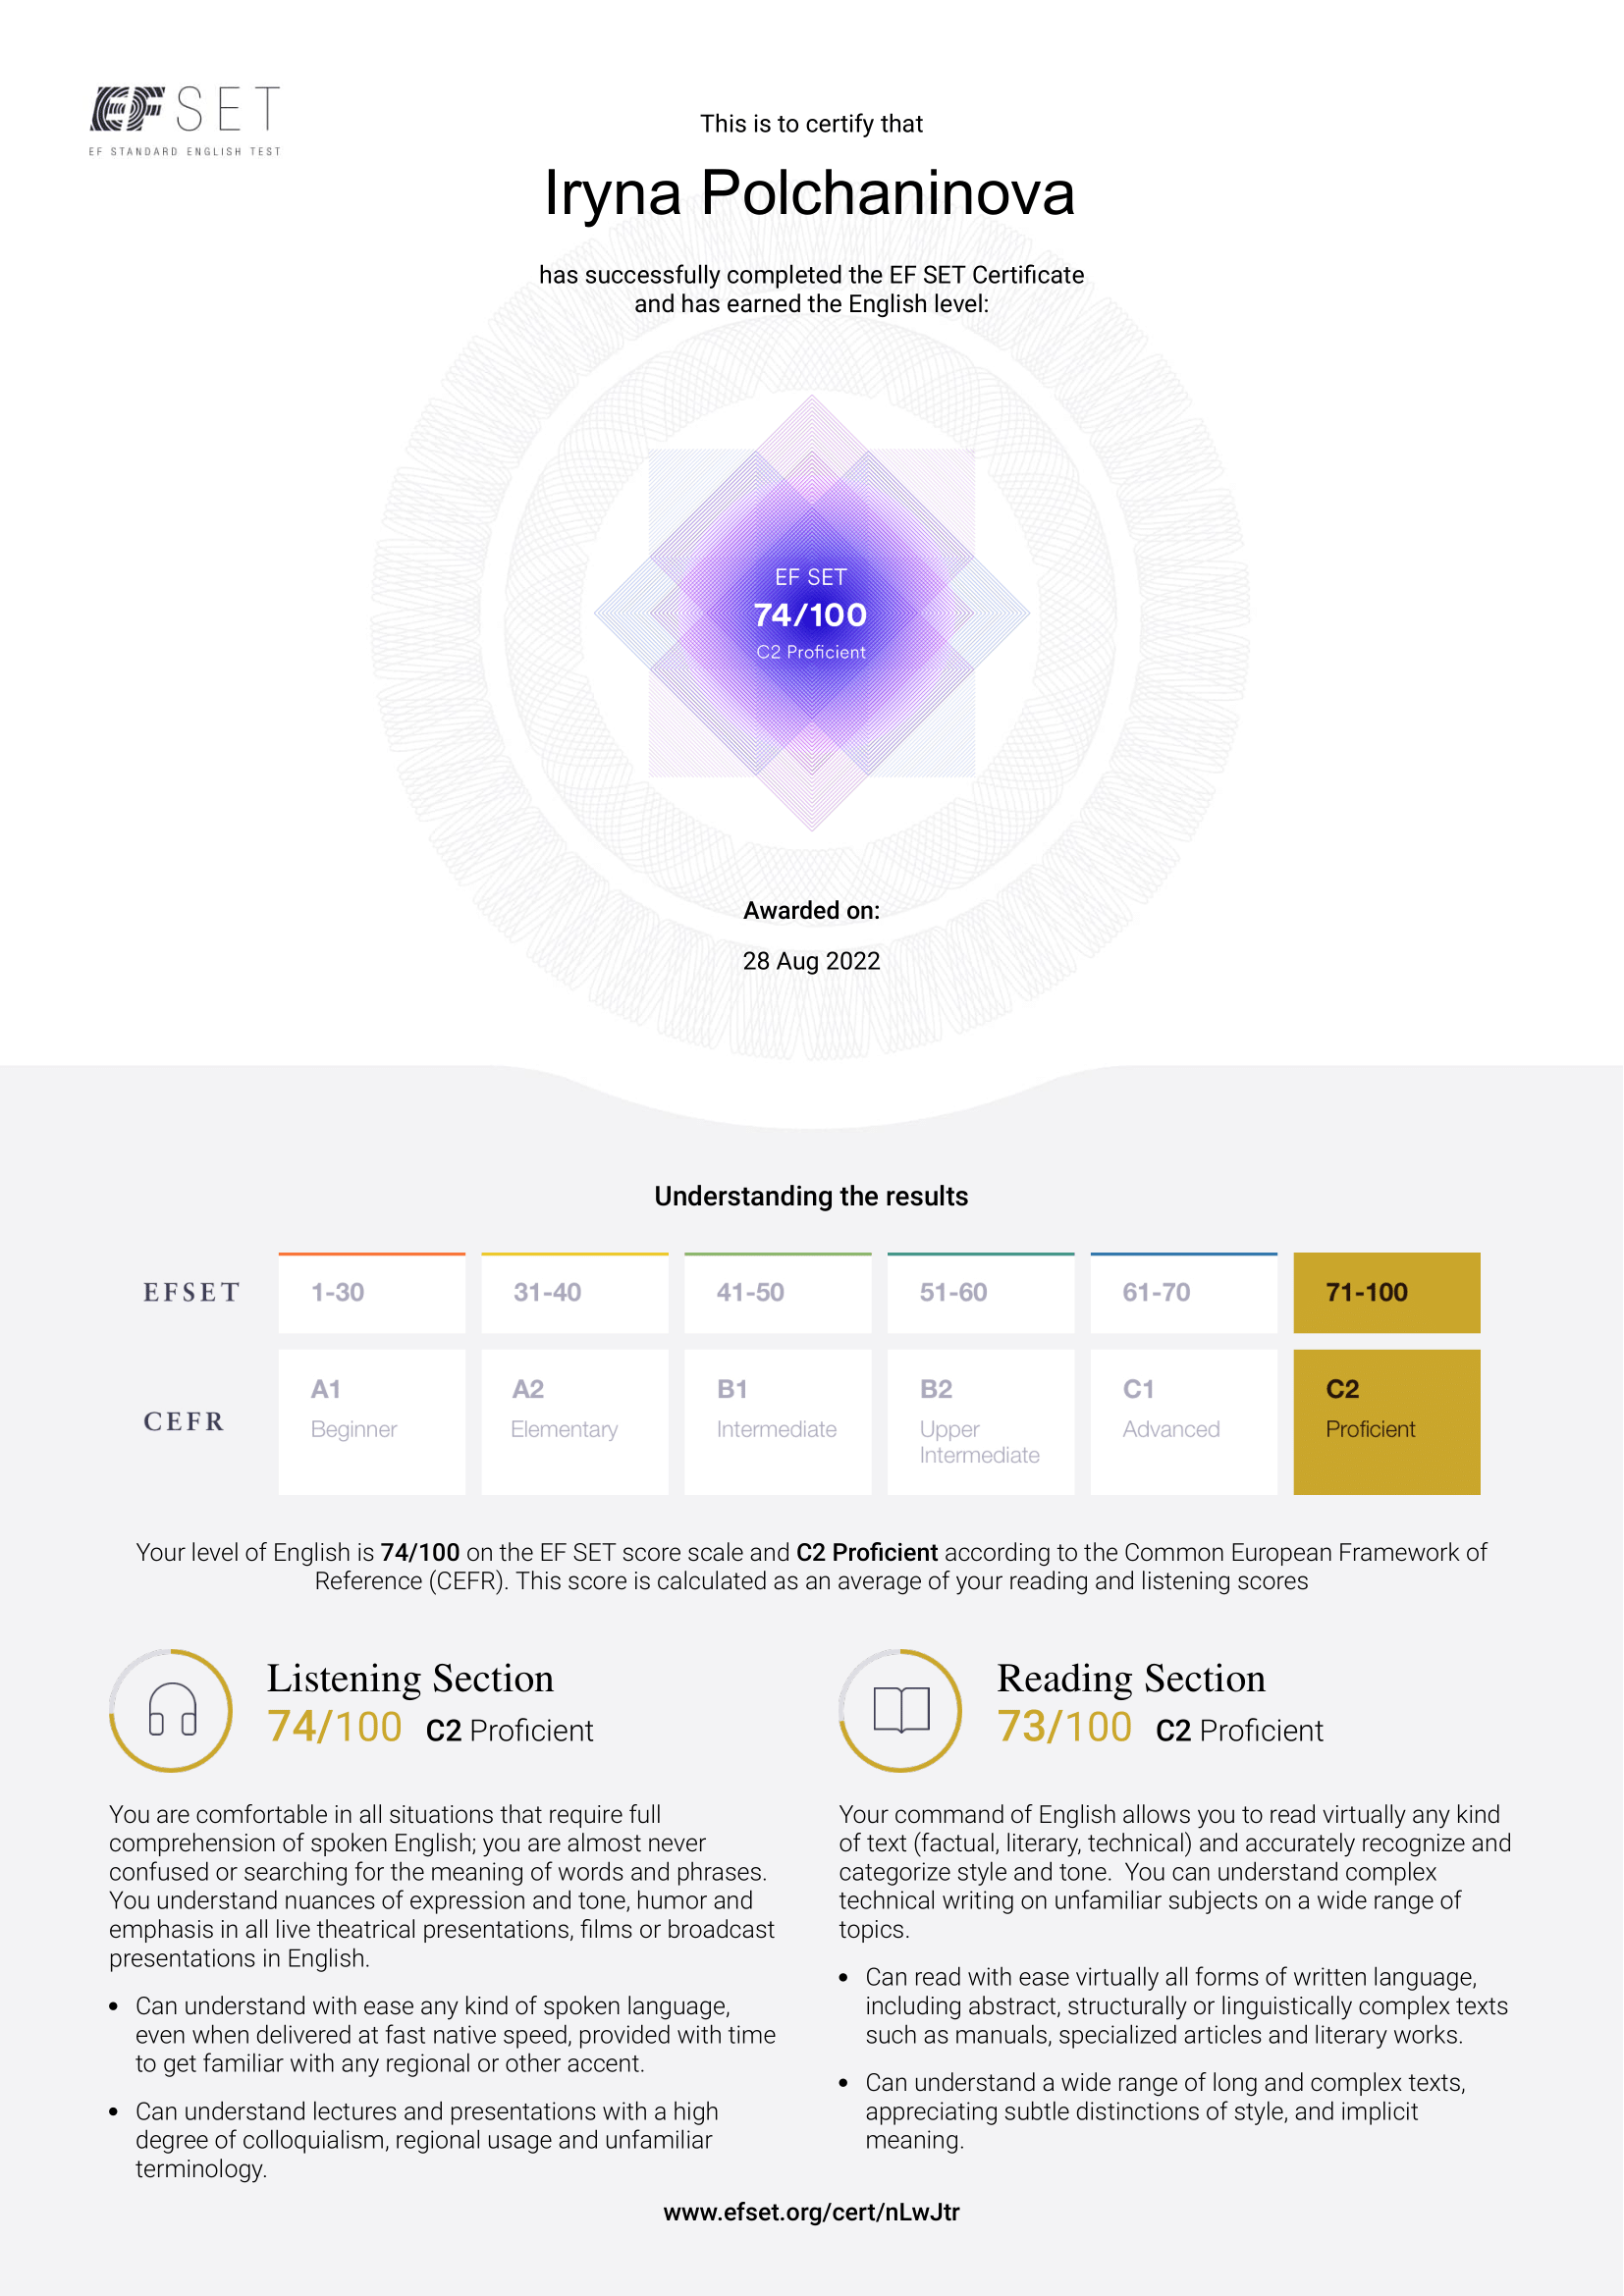 EF SET
EF STANDARD ENGLISH TEST
This is to certify that
Iryna Polchaninova
has successfully completed the EF SET Certificate
and has earned the English level:
EF SET
74/100
C2 Proficient
Awarded on:
28 Aug 2022
Understanding the results
EFSET 1-30 31-40 41-50 51-60 61-70 71-100
CEFR
A1 A2 B1 B2 C1 C2
Beginner Elementary Intermediate Upper Advanced Proficient
Intermediate
Your level of English is 74/100 on the EF SET score scale and C2 Proficient according to the Common European Framework of
Reference (CEFR). This score is calculated as an average of your reading and listening scores
Listening Section
74/100 C2 Proficient
You are comfortable in all situations that require full
comprehension of spoken English; you are almost never
confused or searching for the meaning of words and phrases.
You understand nuances of expression and tone, humor and
emphasis in all live theatrical presentations, films or broadcast
presentations in English.
• Can understand with ease any kind of spoken language,
even when delivered at fast native speed, provided with time
to get familiar with any regional or other accent.
• Can understand lectures and presentations with a high
degree of colloquialism, regional usage and unfamiliar
terminology.
Reading Section
73/100 C2 Proficient
Your command of English allows you to read virtually any kind
of text (factual, literary, technical) and accurately recognize and
categorize style and tone. You can understand complex
technical writing on unfamiliar subjects on a wide range of
topics.
• Can read with ease virtually all forms of written language,
including abstract, structurally or linguistically complex texts
such as manuals, specialized articles and literary works.
• Can understand a wide range of long and complex texts,
appreciating subtle distinctions of style, and implicit
meaning.
www.efset.org/cert/nLwJtr